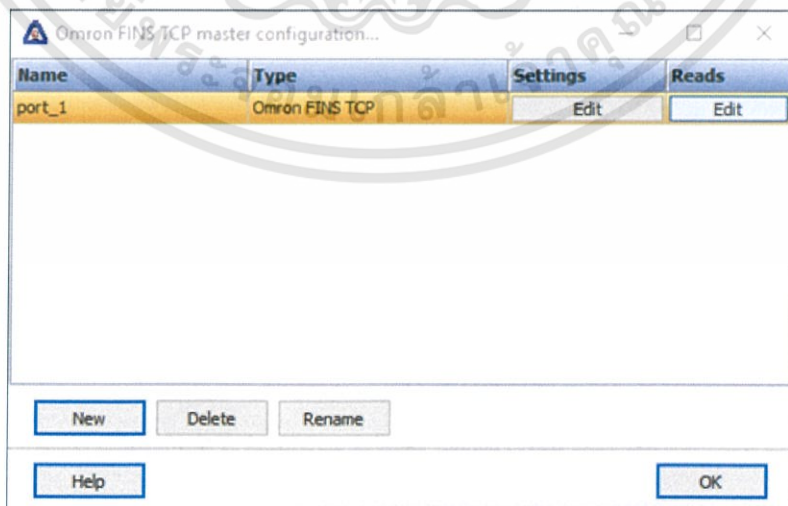 Omron FINS TCP master configuration...
Name Type Settings Reads
port_1 Omron FINS TCP Edit Edit
New Delete Rename
Help OK